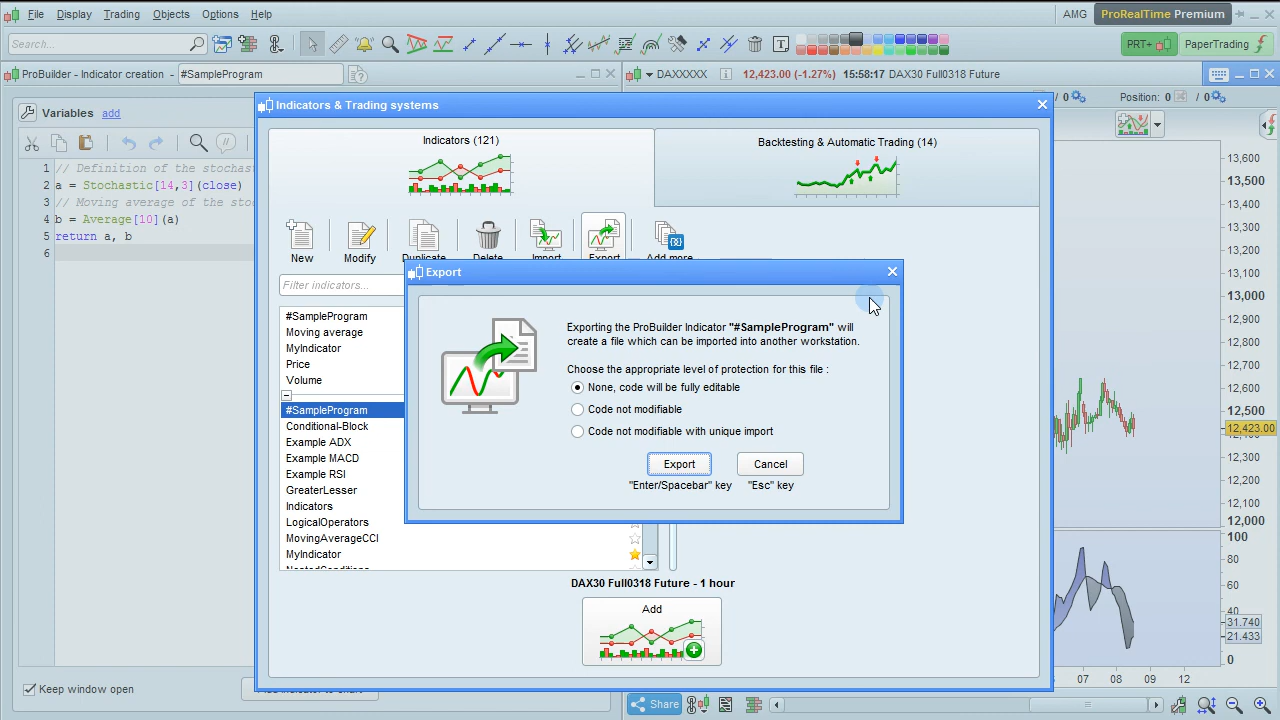 File Display Trading Objects Options Help
AMG ProRealTime Premium
Search...
PRT+ PaperTrading
ProBuilder - Indicator creation - #SampleProgram
DAXXXXX 12,423.00 (-1.27%) 15:58:17 DAX30 Full0318 Future
/ 0 Position: 0 / 0
Variables add
1 // Definition of the stochas
2 a = Stochastic[14,3](close)
3 // Moving average of the sto
4 b = Average[10](a)
5 return a, b
6
Keep window open
Indicators & Trading systems
Indicators (121)
Backtesting & Automatic Trading (14)
New Modify Duplicate Delete Import Export Add more
Filter indicators...
#SampleProgram
Moving average
MyIndicator
Price
Volume
#SampleProgram
Conditional-Block
Example ADX
Example MACD
Example RSI
GreaterLesser
Indicators
LogicalOperators
MovingAverageCCI
MyIndicator
DAX30 Full0318 Future - 1 hour
Add
Export
Exporting the ProBuilder Indicator "#SampleProgram" will
create a file which can be imported into another workstation.
Choose the appropriate level of protection for this file :
None, code will be fully editable
Code not modifiable
Code not modifiable with unique import
Export Cancel
"Enter/Spacebar" key "Esc" key
13,600
13,500
13,400
13,300
13,200
13,100
13,000
12,900
12,800
12,700
12,600
12,500
12,423.00
12,300
12,200
12,100
12,000
100
80
60
40
31.740
21.433
0
07 08 09 12
Share